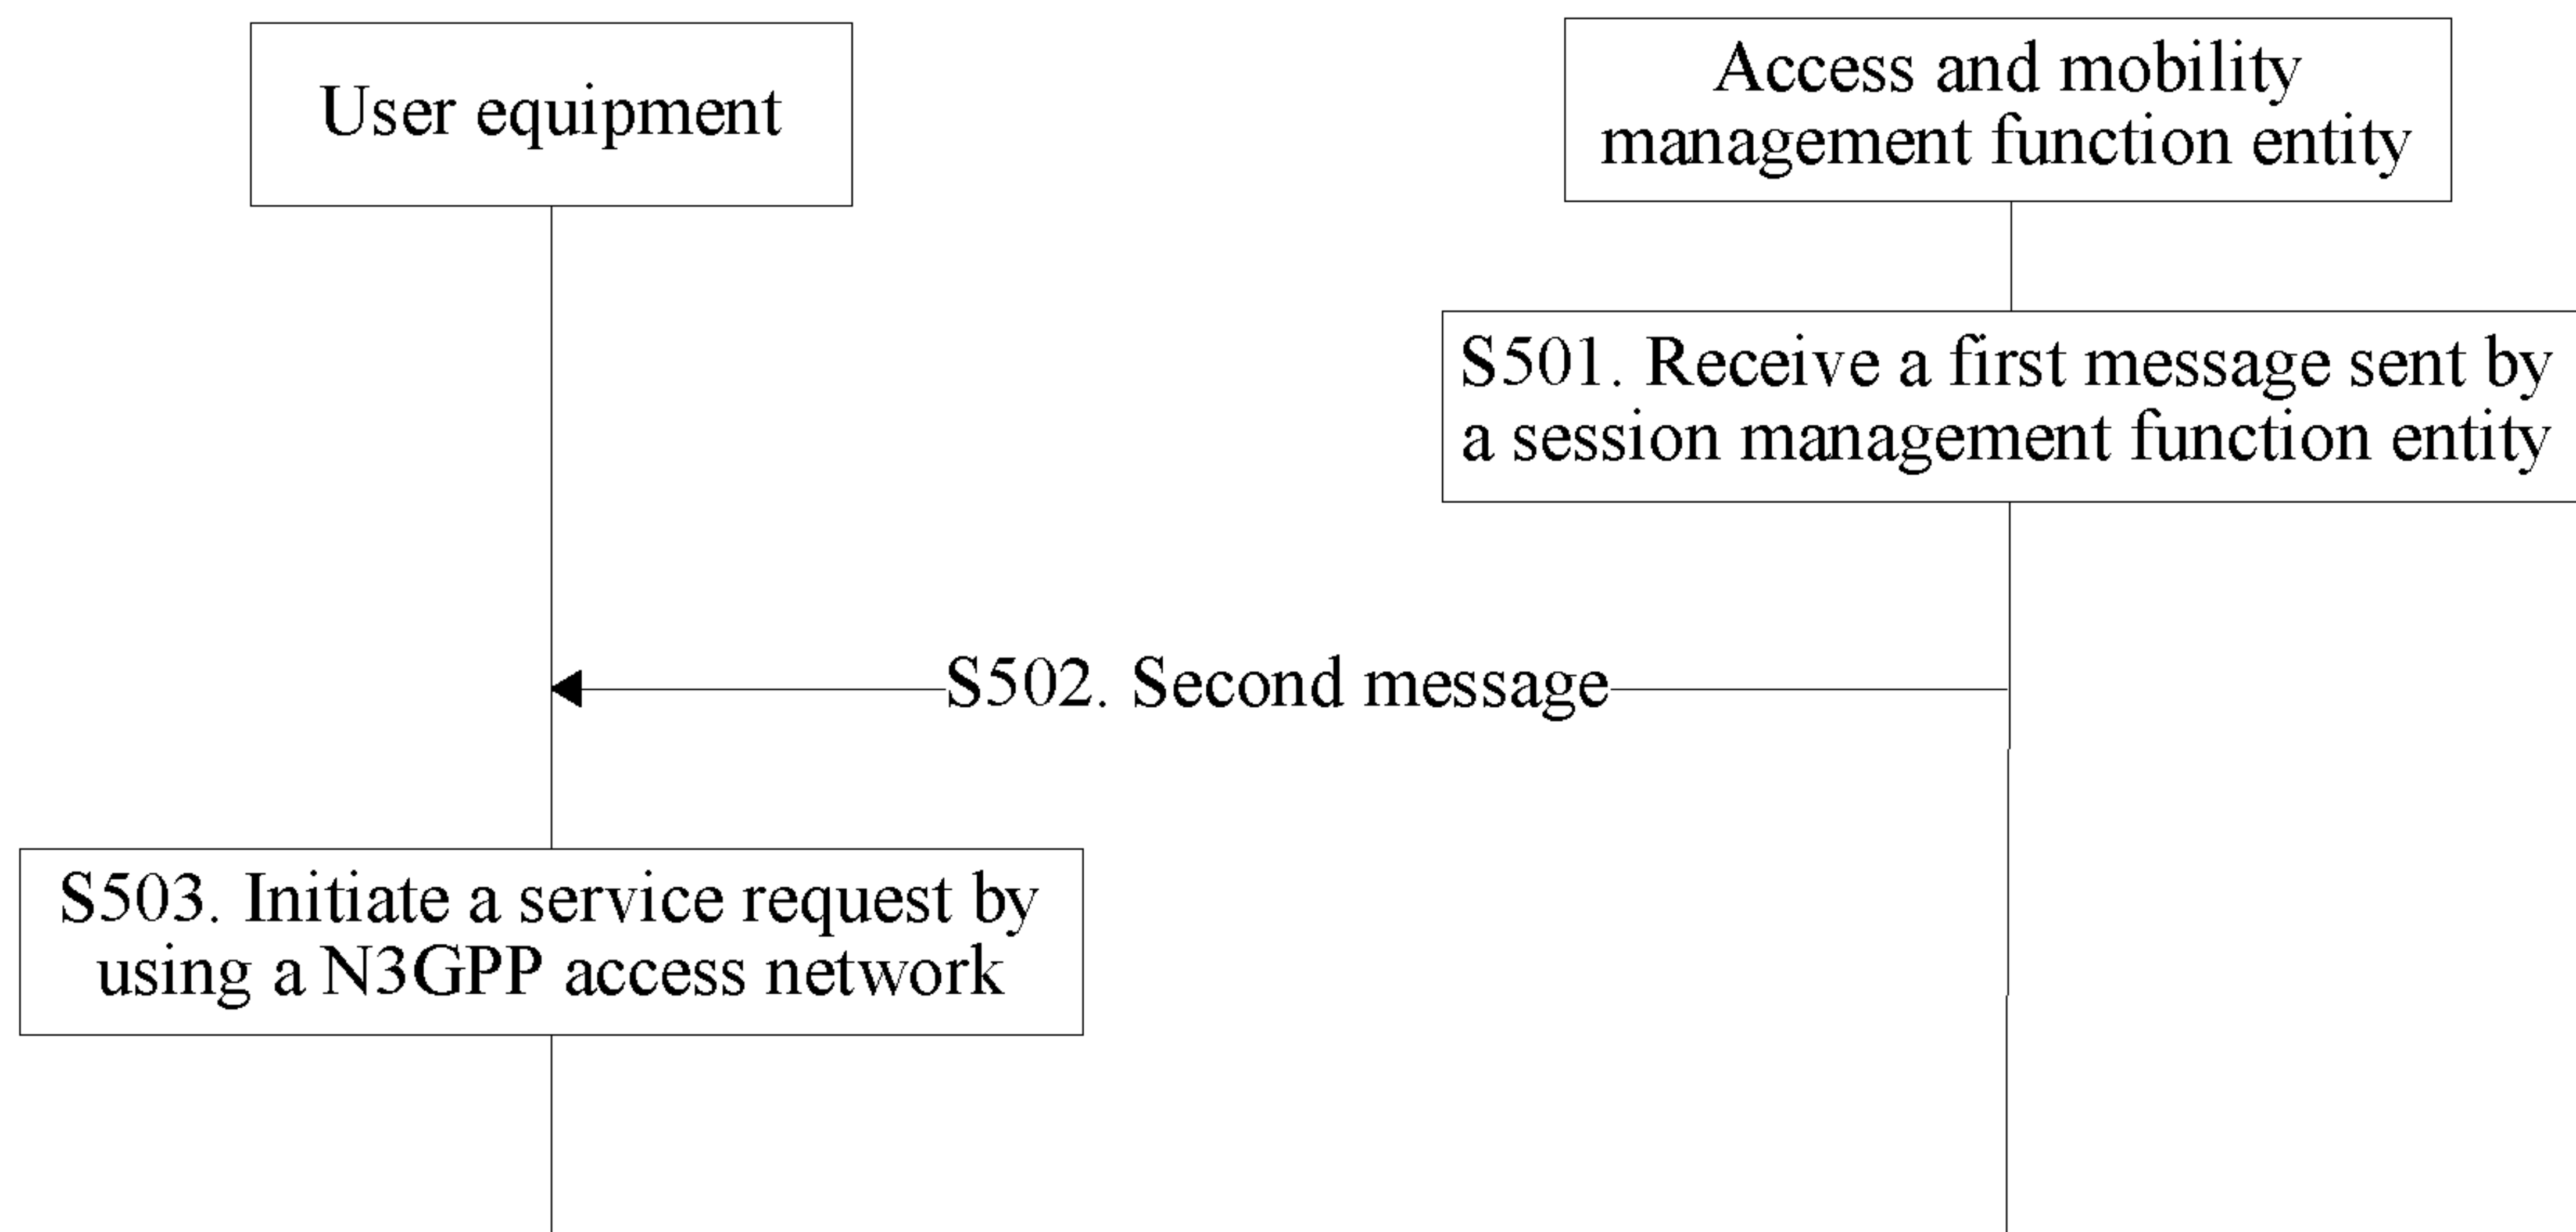 User equipment
Access and mobility
management function entity
S501. Receive a first message sent by
a session management function entity
S502. Second message
S503. Initiate a service request by
using a N3GPP access network